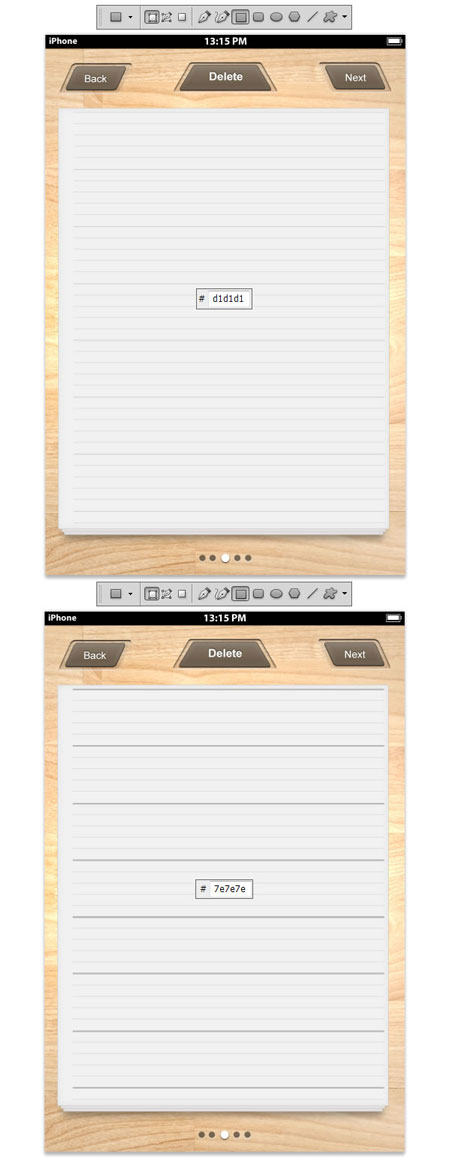 iPhone 13:15 PM
Back Delete Next
# d1d1d1
iPhone 13:15 PM
Back Delete Next
# 7e7e7e